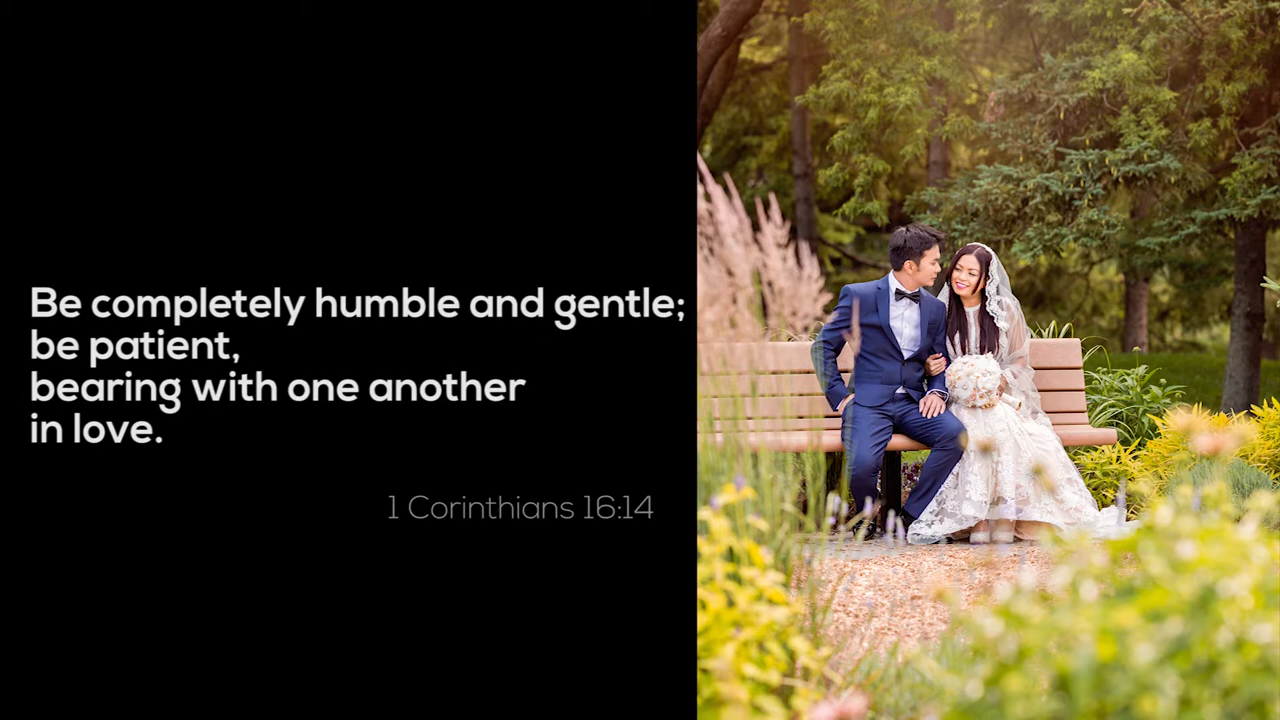 Be completely humble and gentle;
be patient,
bearing with one another
in love.
1 Corinthians 16:14